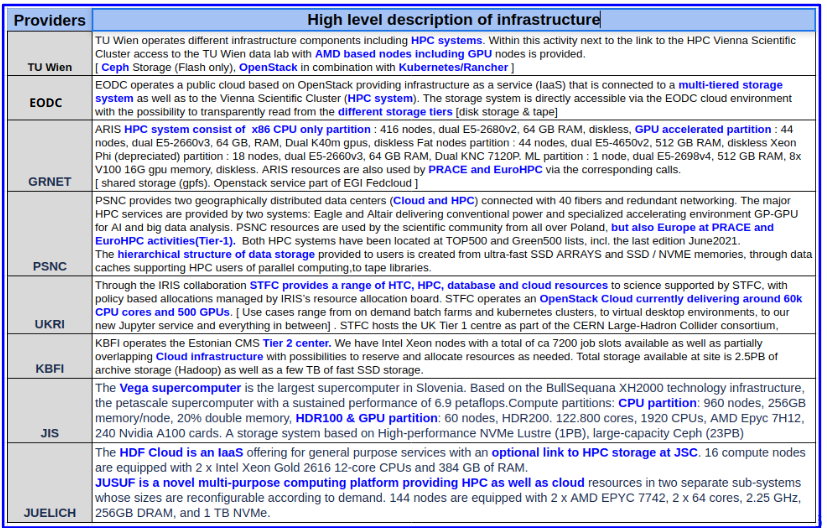 Providers
High level description of infrastructure
TU Wien operates different infrastructure components including HPC systems. Within this activity next to the link to the HPC Vienna Scientific
Cluster access to the TU Wien data lab with AMD based nodes including GPU nodes is provided.
[ Ceph Storage (Flash only), OpenStack in combination with Kubernetes/Rancher ]
TU Wien
EODC operates a public cloud based on OpenStack providing infrastructure as a service (IaaS) that is connected to a multi-tiered storage
system as well as to the Vienna Scientific Cluster (HPC system). The storage system is directly accessible via the EODC cloud environment
with the possibility to transparently read from the different storage tiers [disk storage & tape]
EODC
ARIS HPC system consist of x86 CPU only partition : 416 nodes, dual E5-2680v2, 64 GB RAM, diskless, GPU accelerated partition : 44
nodes, dual E5-2660v3, 64 GB, RAM, Dual K40m gpus, diskless Fat nodes partition : 44 nodes, dual E5-4650v2, 512 GB RAM, diskless Xeon
Phi (depreciated) partition : 18 nodes, dual E5-2660v3, 64 GB RAM, Dual KNC 7120P. ML partition : 1 node, dual E5-2698v4, 512 GB RAM, 8x
V100 16G gpu memory, diskless. ARIS resources are also used by PRACE and EuroHPC via the corresponding calls.
[ shared storage (gpfs). Openstack service part of EGI Fedcloud ]
GRNET
PSNC provides two geographically distributed data centers (Cloud and HPC) connected with 40 fibers and redundant networking. The major
HPC services are provided by two systems: Eagle and Altair delivering conventional power and specialized accelerating environment GP-GPU
for AI and big data analysis. PSNC resources are used by the scientific community from all over Poland, but also Europe at PRACE and
EuroHPC activities(Tier-1). Both HPC systems have been located at TOP500 and Green500 lists, incl. the last edition June2021.
The hierarchical structure of data storage provided to users is created from ultra-fast SSD ARRAYS and SSD / NVME memories, through data
caches supporting HPC users of parallel computing,to tape libraries.
PSNC
Through the IRIS collaboration STFC provides a range of HTC, HPC, database and cloud resources to science supported by STFC, with
policy based allocations managed by IRIS's resource allocation board. STFC operates an OpenStack Cloud currently delivering around 60k
CPU cores and 500 GPUs. [ Use cases range from on demand batch farms and kubernetes clusters, to virtual desktop environments, to our
new Jupyter service and everything in between] . STFC hosts the UK Tier 1 centre as part of the CERN Large-Hadron Collider consortium,
UKRI
KBFI operates the Estonian CMS Tier 2 center. We have Intel Xeon nodes with a total of ca 7200 job slots available as well as partially
overlapping Cloud infrastructure with possibilities to reserve and allocate resources as needed. Total storage available at site is 2.5PB of
archive storage (Hadoop) as well as a few TB of fast SSD storage.
KBFI
The Vega supercomputer is the largest supercomputer in Slovenia. Based on the BullSequana XH2000 technology infrastructure,
the petascale supercomputer with a sustained performance of 6.9 petaflops.Compute partitions: CPU partition: 960 nodes, 256GB
memory/node, 20% double memory, HDR100 & GPU partition: 60 nodes, HDR200. 122.800 cores, 1920 CPUs, AMD Epyc 7H12,
240 Nvidia A100 cards. A storage system based on High-performance NVMe Lustre (1PB), large-capacity Ceph (23PB)
JIS
The HDF Cloud is an IaaS offering for general purpose services with an optional link to HPC storage at JSC. 16 compute nodes
are equipped with 2 x Intel Xeon Gold 2616 12-core CPUs and 384 GB of RAM.
JUSUF is a novel multi-purpose computing platform providing HPC as well as cloud resources in two separate sub-systems
whose sizes are reconfigurable according to demand. 144 nodes are equipped with 2 x AMD EPYC 7742, 2 x 64 cores, 2.25 GHz,
256GB DRAM, and 1 TB NVMe.
JUELICH